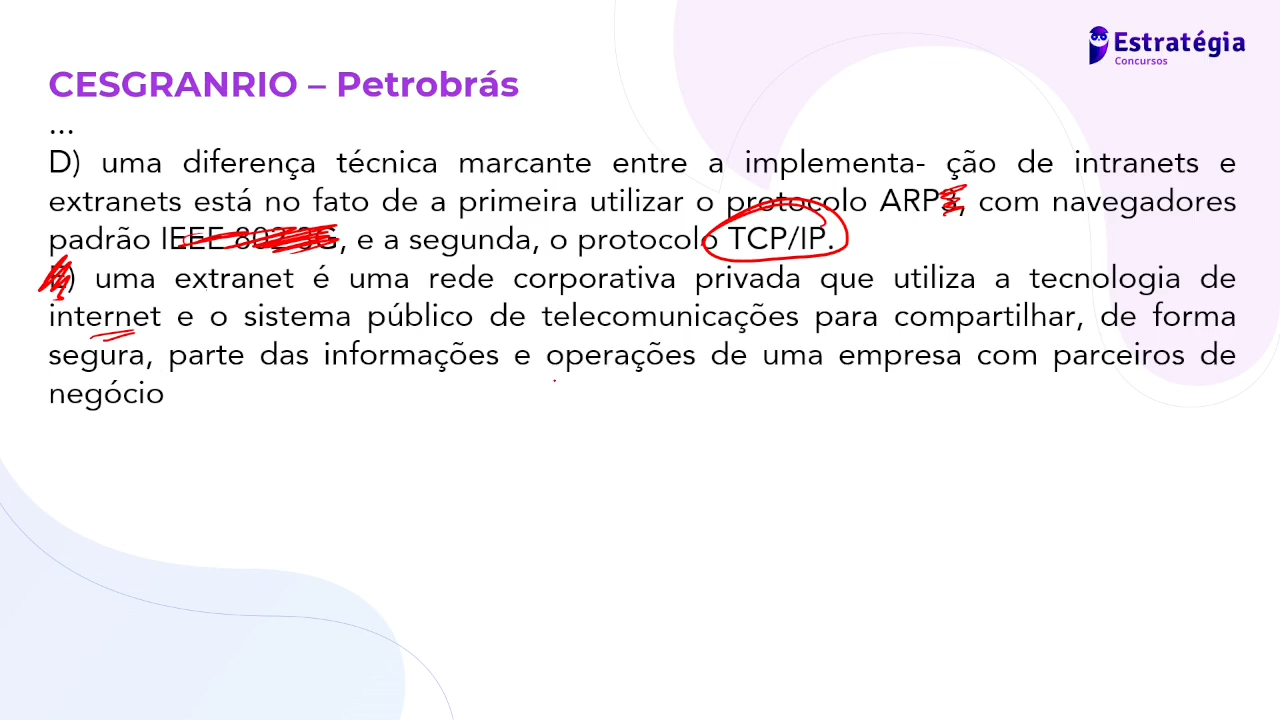 Estratégia
Concursos
CESGRANRIO – Petrobrás
...
D) uma diferença técnica marcante entre a implementa- ção de intranets e
extranets está no fato de a primeira utilizar o protocolo ARP3, com navegadores
padrão IEEE 802 3G, e a segunda, o protocolo TCP/IP.
) uma extranet é uma rede corporativa privada que utiliza a tecnologia de
internet e o sistema público de telecomunicações para compartilhar, de forma
segura, parte das informações e operações de uma empresa com parceiros de
negócio